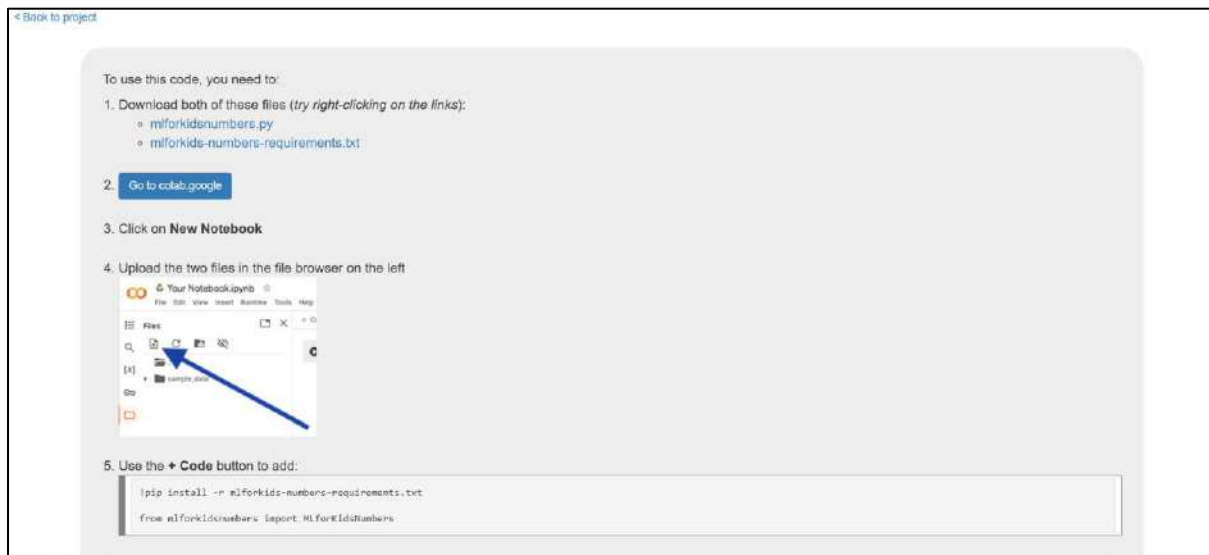 < Back to project
To use this code, you need to:
1. Download both of these files (try right-clicking on the links):
mlforkidsnumbers.py
mlforkids-numbers-requirements.txt
2. Go to colab.google
3. Click on New Notebook
4. Upload the two files in the file browser on the left
Your Notebook.ipynb
File Edit View Insert Runtime Tools Help
Files
sample_data
5. Use the + Code button to add:
!pip install -r mlforkids-numbers-requirements.txt
from mlforkidsnumbers import MLforKidsNumbers